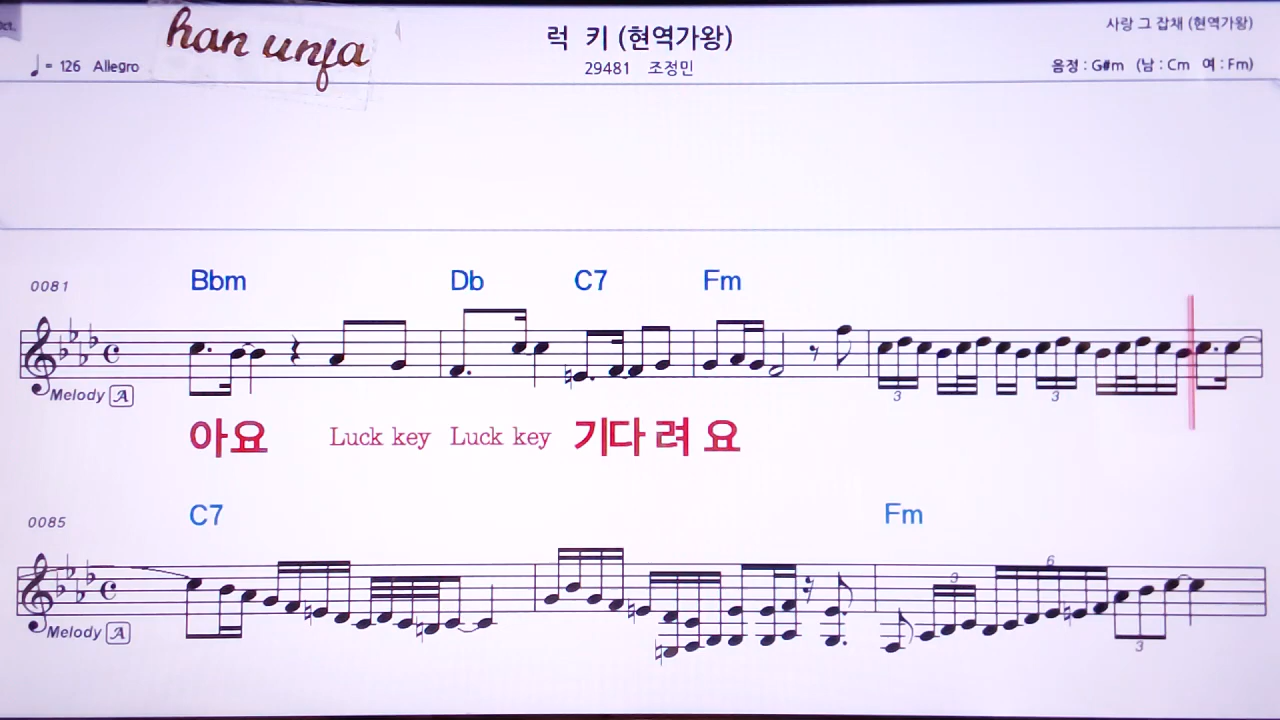 Oct.
han unfa
럭 키 (현역가왕)
사랑 그 잡채 (현역가왕)
♩ = 126 Allegro
29481 조정민
음정 : G#m (남 : Cm 여 : Fm)
0081
Bbm Db C7 Fm
Melody A
3 3
아요 Luck key Luck key 기다 려 요
0085
C7 Fm
3 6
Melody A
3